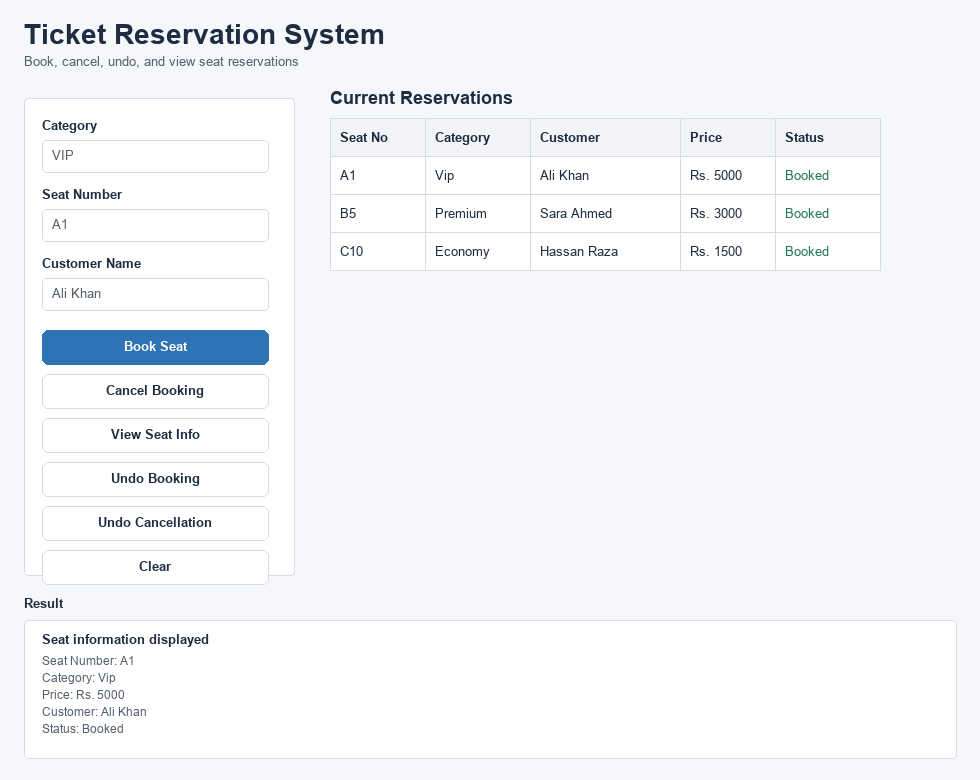 Ticket Reservation System
Book, cancel, undo, and view seat reservations
Category
VIP
Seat Number
A1
Customer Name
Ali Khan
Book Seat
Cancel Booking
View Seat Info
Undo Booking
Undo Cancellation
Clear
Current Reservations
Seat No Category Customer Price Status
A1 Vip Ali Khan Rs. 5000 Booked
B5 Premium Sara Ahmed Rs. 3000 Booked
C10 Economy Hassan Raza Rs. 1500 Booked
Result
Seat information displayed
Seat Number: A1
Category: Vip
Price: Rs. 5000
Customer: Ali Khan
Status: Booked